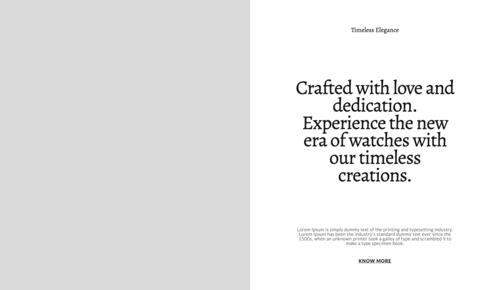 Timeless Elegance
Crafted with love and
dedication.
Experience the new
era of watches with
our timeless
creations.
Lorem Ipsum is simply dummy text of the printing and typesetting industry.
Lorem Ipsum has been the industry's standard dummy text ever since the
1500s, when an unknown printer took a galley of type and scrambled it to
make a type specimen book.
KNOW MORE